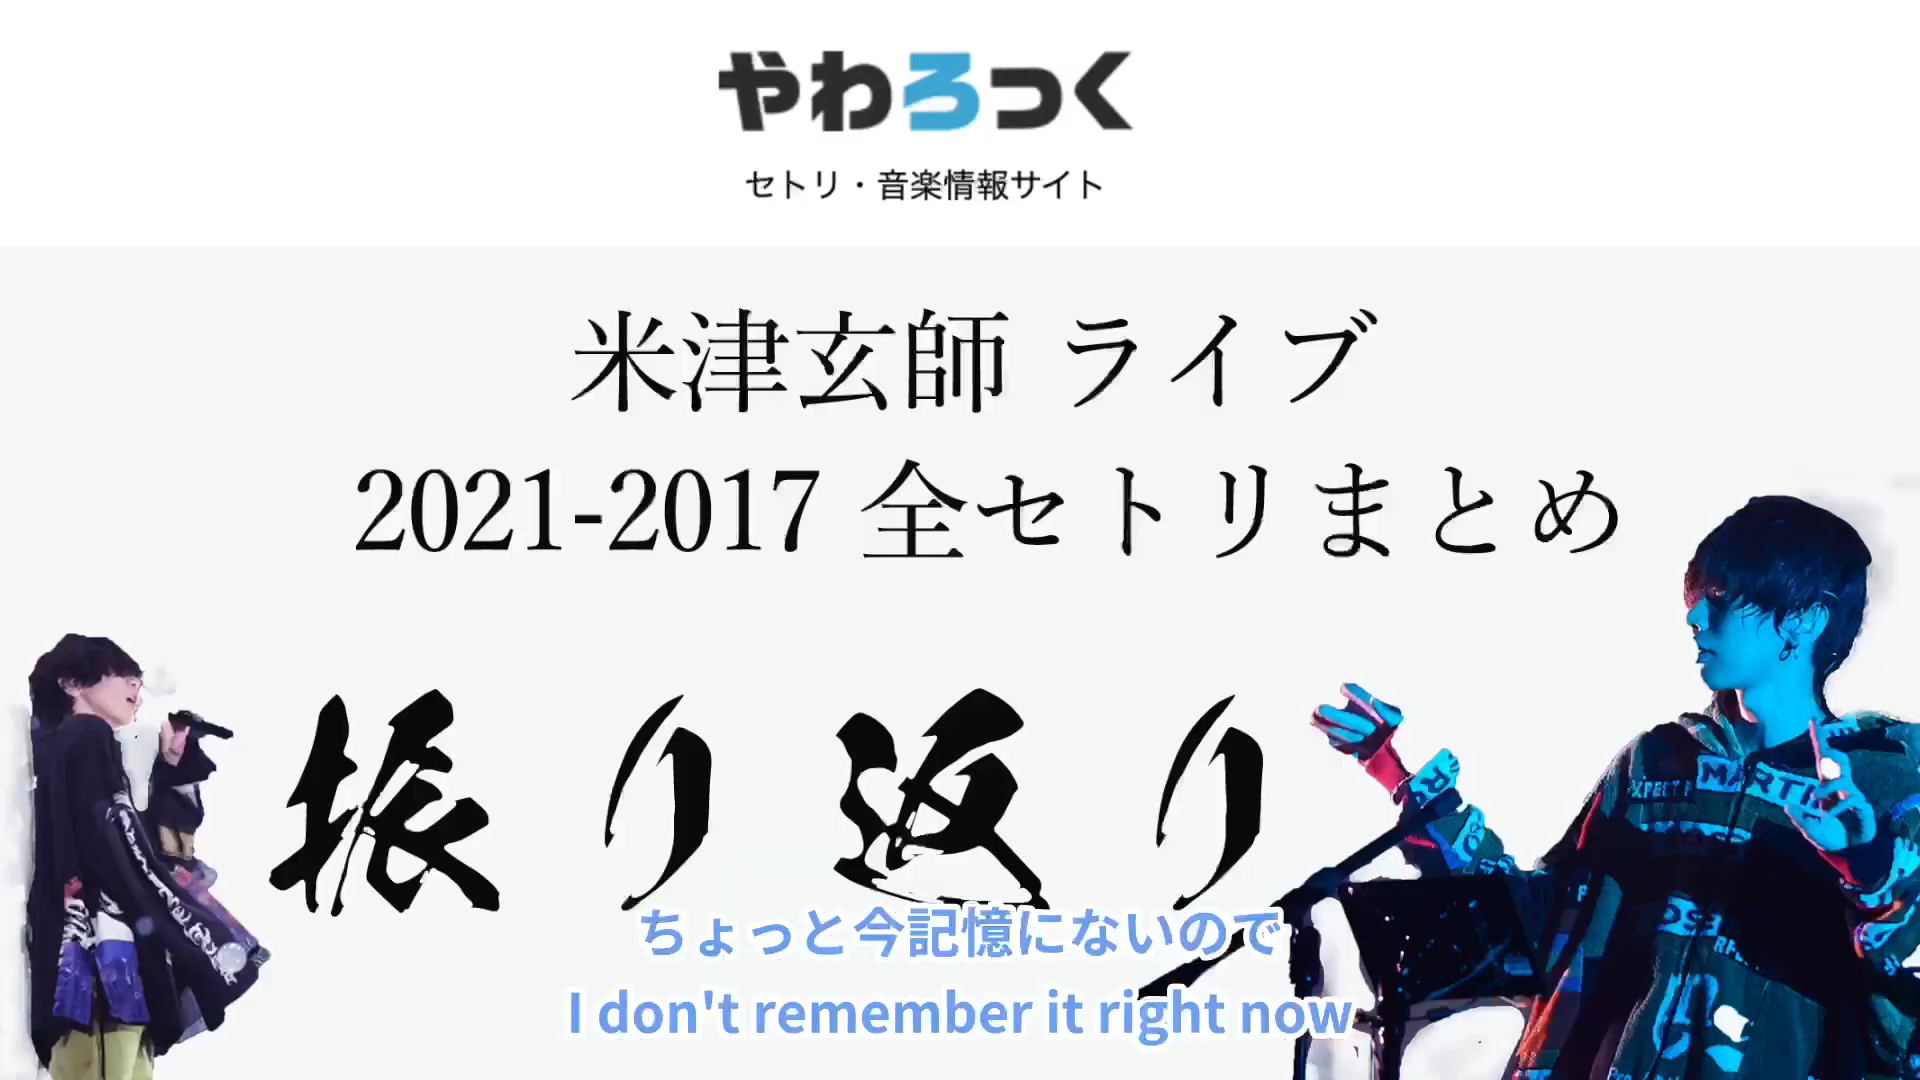 やわろっく
セトリ・音楽情報サイト
米津玄師 ライブ
2021-2017 全セトリまとめ
振り返り
ちょっと今記憶にないので
I don't remember it right now